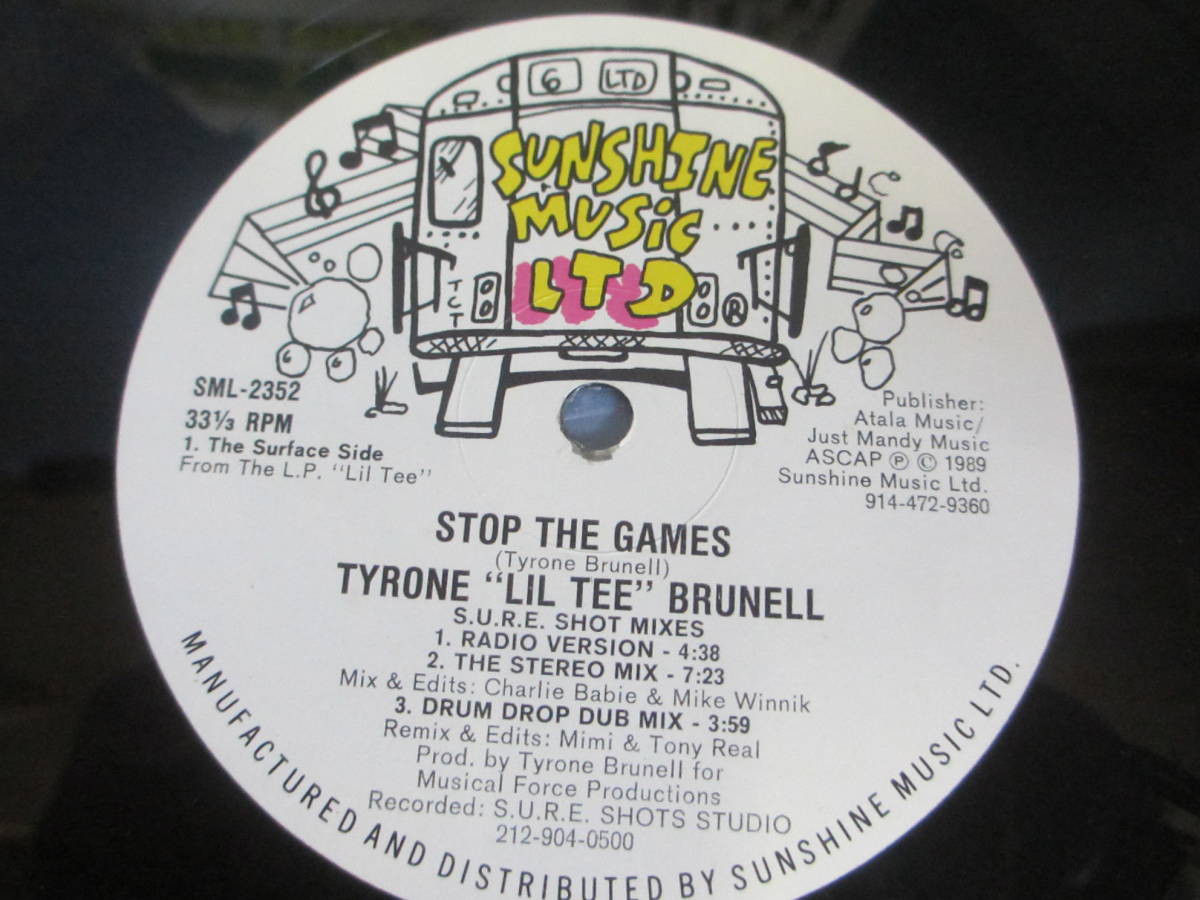 6 LTD
SUNSHINE
MUSIC
LTD
TCT
®
6 6
SML-2352
33⅓ RPM
1. The Surface Side
From The L.P. "Lil Tee"
Publisher:
Atala Music/
Just Mandy Music
ASCAP Ⓟ © 1989
Sunshine Music Ltd.
914-472-9360
STOP THE GAMES
(Tyrone Brunell)
TYRONE "LIL TEE" BRUNELL
S.U.R.E. SHOT MIXES
1. RADIO VERSION - 4:38
2. THE STEREO MIX - 7:23
Mix & Edits: Charlie Babie & Mike Winnik
3. DRUM DROP DUB MIX - 3:59
Remix & Edits: Mimi & Tony Real
Prod. by Tyrone Brunell for
Musical Force Productions
Recorded: S.U.R.E. SHOTS STUDIO
212-904-0500
MANUFACTURED AND DISTRIBUTED BY SUNSHINE MUSIC LTD.